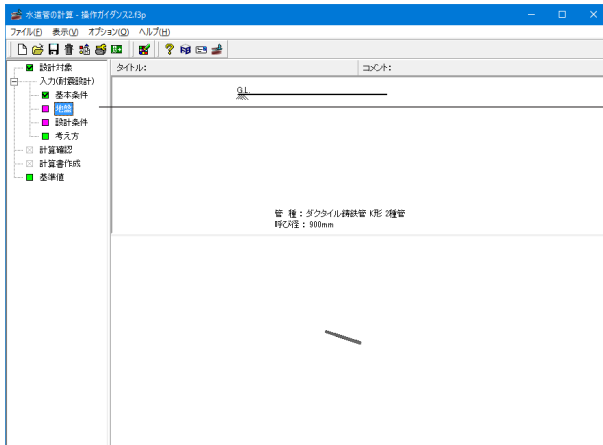 水道管の計算 - 操作ガイダンス2.f3p
ファイル(F) 表示(V) オプション(O) ヘルプ(H)
設計対象
タイトル:
コメント:
入力(耐震設計)
基本条件
地盤
設計条件
考え方
計算確認
計算書作成
基準値
G.L.
管 種 : ダクタイル鋳鉄管 K形 2種管
呼び径 : 900mm